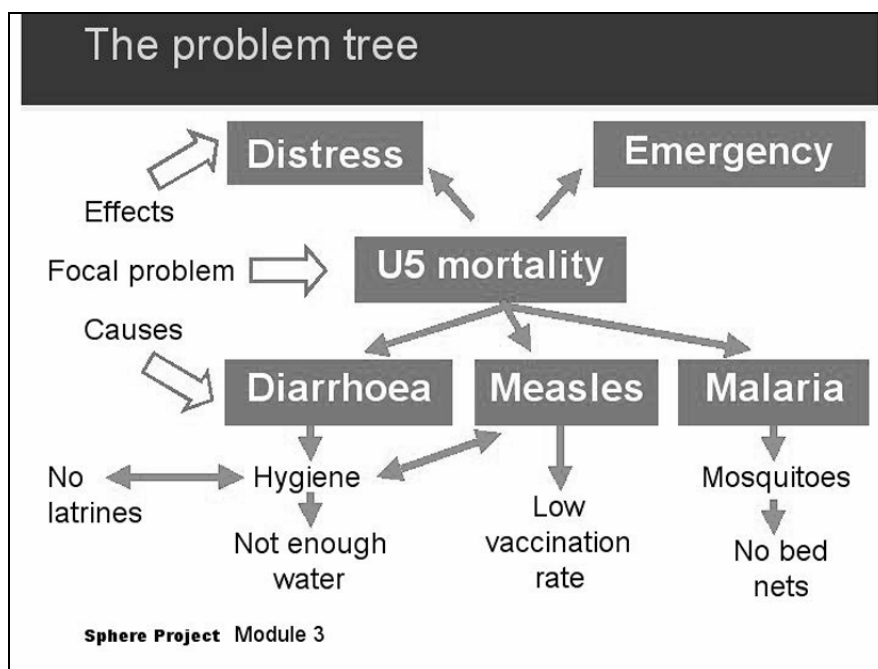 The problem tree
Distress
Emergency
Effects
Focal problem
U5 mortality
Causes
Diarrhoea
Measles
Malaria
No
latrines
Hygiene
Mosquitoes
Not enough
water
Low
vaccination
rate
No bed
nets
Sphere Project Module 3